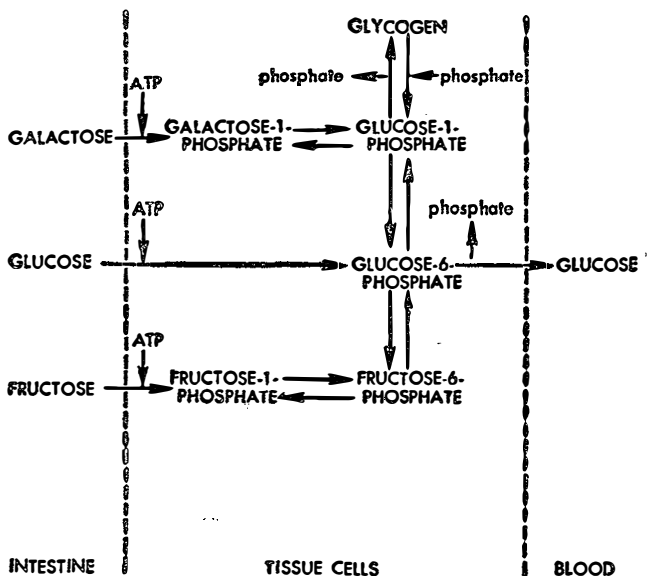 GLYCOGEN
phosphate
phosphate
ATP
GALACTOSE
GALACTOSE-1-
PHOSPHATE
GLUCOSE-1-
PHOSPHATE
ATP
phosphate
GLUCOSE
GLUCOSE-6-
PHOSPHATE
GLUCOSE
ATP
FRUCTOSE
FRUCTOSE-1-
PHOSPHATE
FRUCTOSE-6-
PHOSPHATE
INTESTINE
TISSUE CELLS
BLOOD